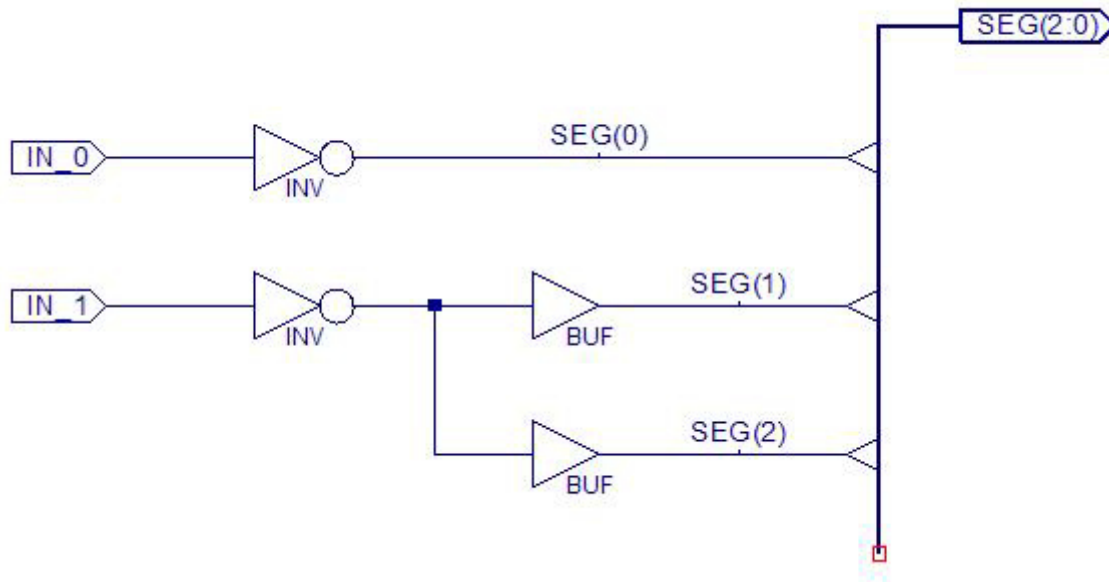 SEG(2:0)
SEG(0)
IN_0
INV
SEG(1)
IN_1
INV
BUF
SEG(2)
BUF